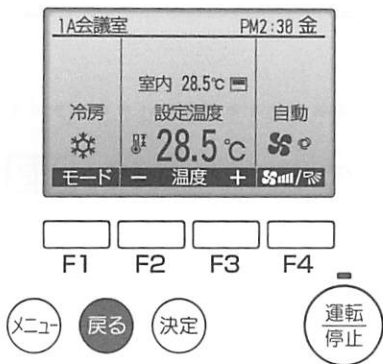 1A会議室 PM2:30 金
室内 28.5℃
冷房 設定温度 自動
28.5℃
モード － 温度 ＋ /
F1 F2 F3 F4
メニュー 戻る 決定 運転
停止